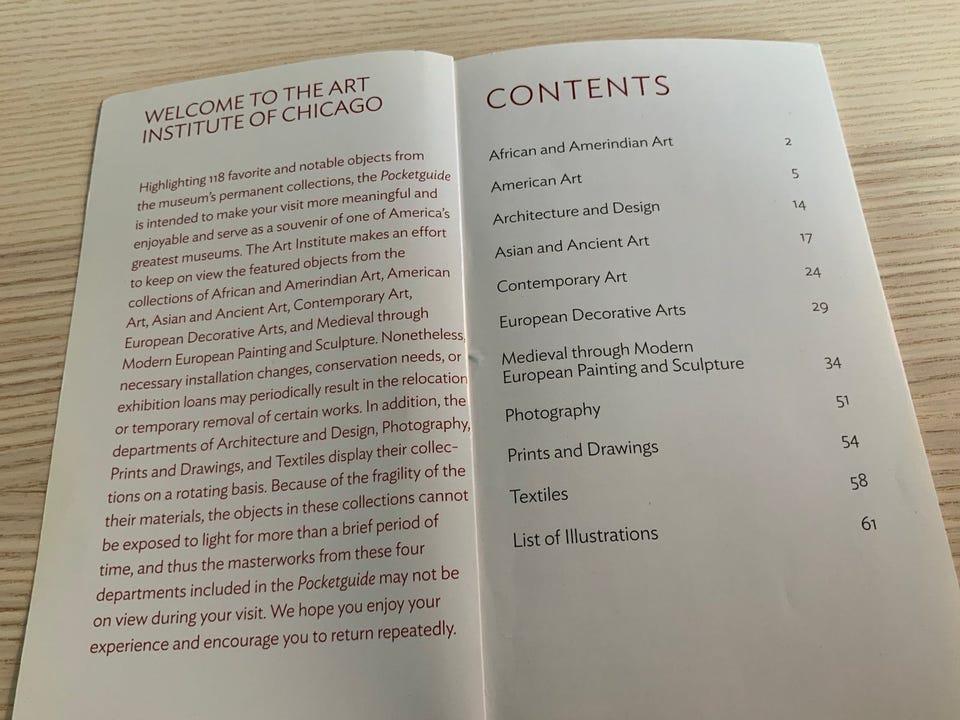 WELCOME TO THE ART
INSTITUTE OF CHICAGO
Highlighting 118 favorite and notable objects from
the museum's permanent collections, the Pocketguide
is intended to make your visit more meaningful and
enjoyable and serve as a souvenir of one of America's
greatest museums. The Art Institute makes an effort
to keep on view the featured objects from the
collections of African and Amerindian Art, American
Art, Asian and Ancient Art, Contemporary Art,
European Decorative Arts, and Medieval through
Modern European Painting and Sculpture. Nonetheless,
necessary installation changes, conservation needs, or
exhibition loans may periodically result in the relocation
or temporary removal of certain works. In addition, the
departments of Architecture and Design, Photography,
Prints and Drawings, and Textiles display their collec-
tions on a rotating basis. Because of the fragility of the
their materials, the objects in these collections cannot
be exposed to light for more than a brief period of
time, and thus the masterworks from these four
departments included in the Pocketguide may not be
on view during your visit. We hope you enjoy your
experience and encourage you to return repeatedly.
CONTENTS
African and Amerindian Art 2
American Art 5
Architecture and Design 14
Asian and Ancient Art 17
Contemporary Art 24
European Decorative Arts 29
Medieval through Modern
European Painting and Sculpture 34
Photography 51
Prints and Drawings 54
Textiles 58
List of Illustrations 61